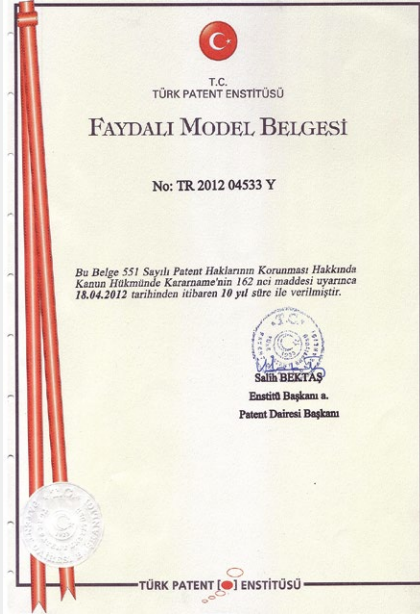 T.C.
TÜRK PATENT ENSTİTÜSÜ
FAYDALI MODEL BELGESİ
No: TR 2012 04533 Y
Bu Belge 551 Sayılı Patent Haklarının Korunması Hakkında
Kanun Hükmünde Kararname'nin 162 nci maddesi uyarınca
18.04.2012 tarihinden itibaren 10 yıl süre ile verilmiştir.
T.C.
Salih BEKTAŞ
Enstitü Başkanı a.
Patent Dairesi Başkanı
TÜRK PATENT [ ] ENSTİTÜSÜ